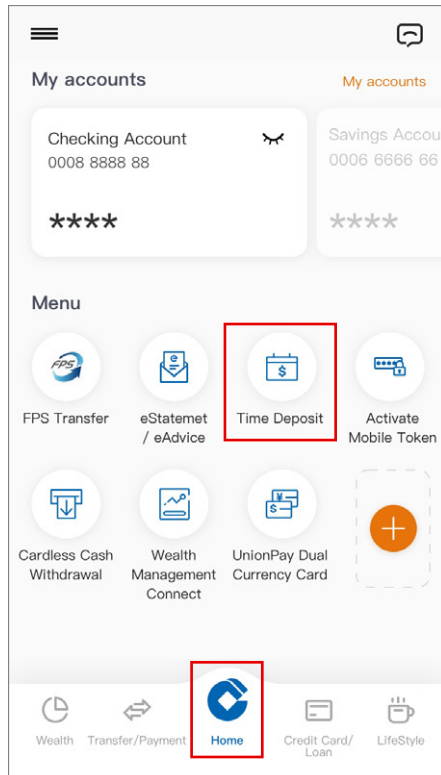 My accounts
My accounts
Checking Account
0008 8888 88
****
Savings Accou
0006 6666 66
****
Menu
FPS
FPS Transfer
e
eStatemet
/ eAdvice
$
Time Deposit
Activate
Mobile Token
Cardless Cash
Withdrawal
Wealth
Management
Connect
¥
$
UnionPay Dual
Currency Card
Wealth
Transfer/Payment
Home
Credit Card/
Loan
LifeStyle